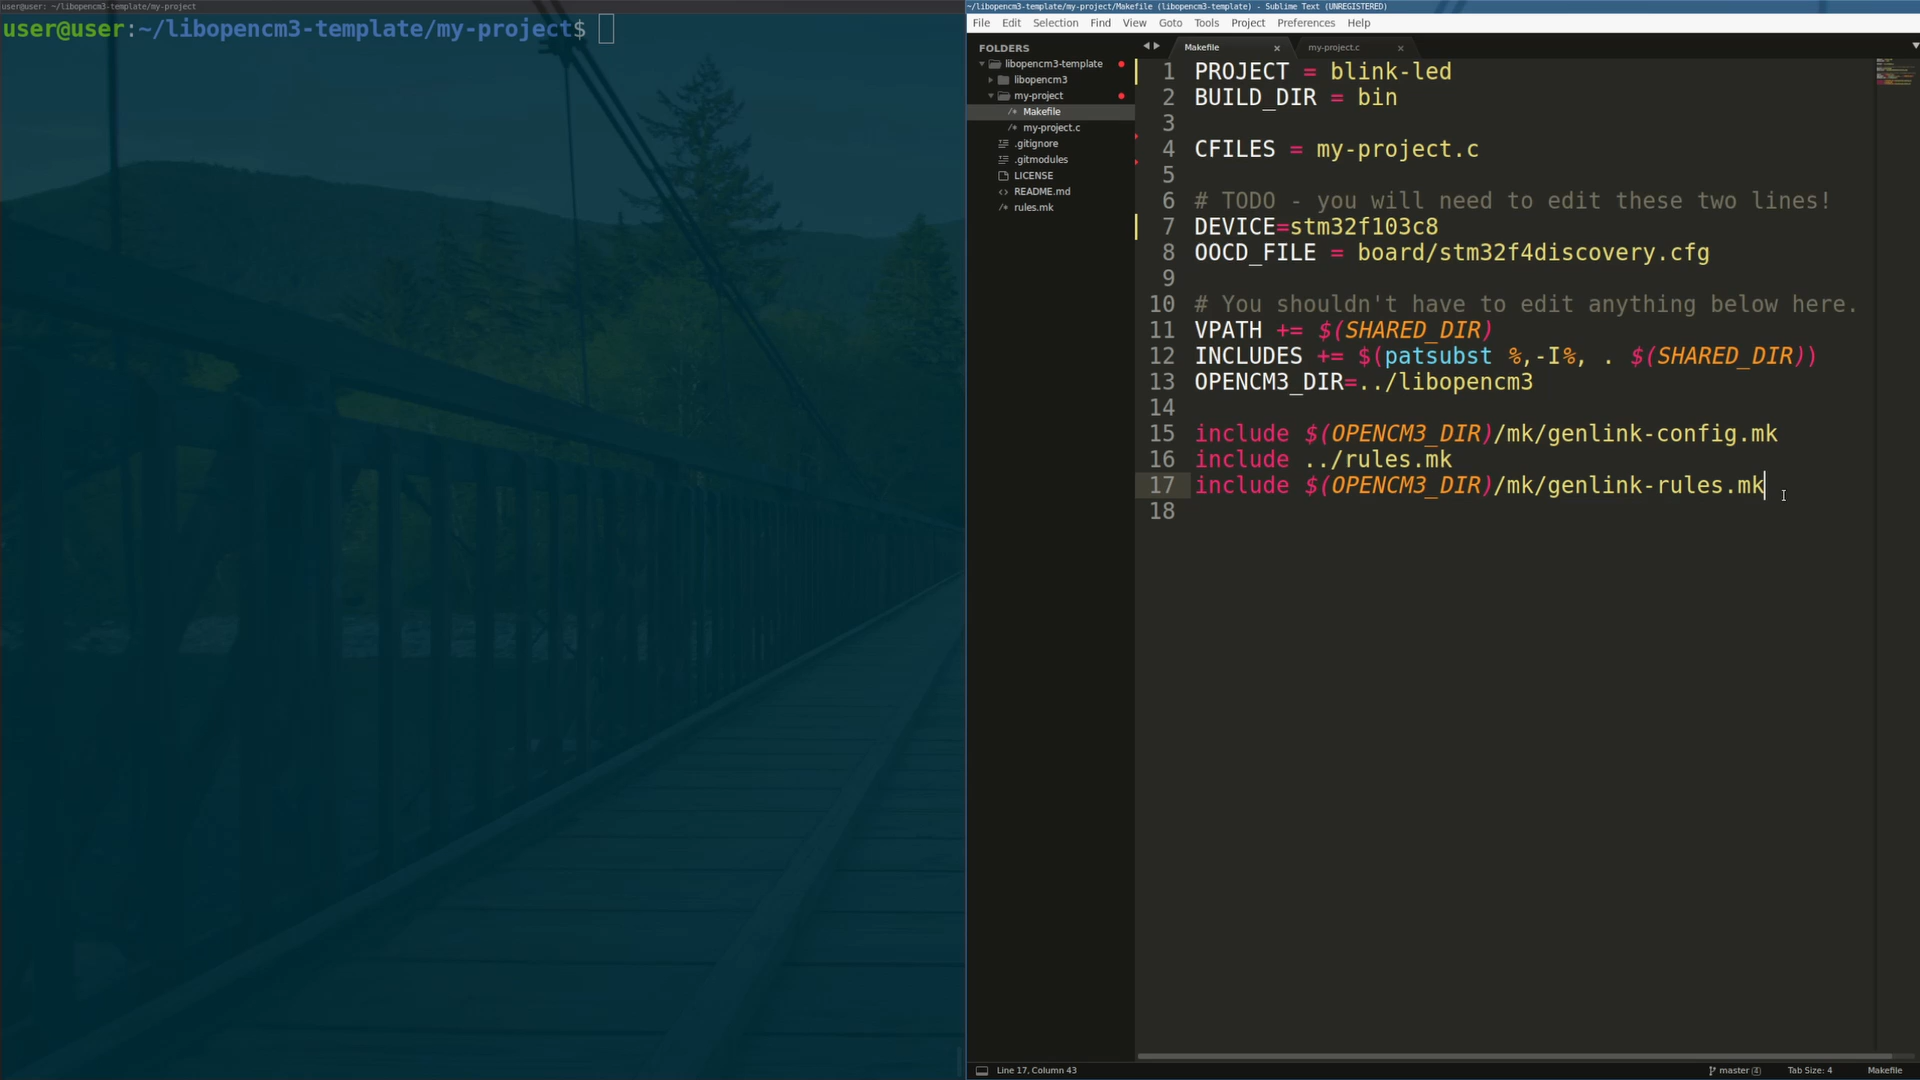 user@user: ~/libopencm3-template/my-project
user@user:~/libopencm3-template/my-project$
~/libopencm3-template/my-project/Makefile (libopencm3-template) - Sublime Text (UNREGISTERED)
File Edit Selection Find View Goto Tools Project Preferences Help
FOLDERS
libopencm3-template
libopencm3
my-project
Makefile
my-project.c
.gitignore
.gitmodules
LICENSE
README.md
rules.mk
Makefile × my-project.c ×
1 PROJECT = blink-led
2 BUILD_DIR = bin
3
4 CFILES = my-project.c
5
6 # TODO - you will need to edit these two lines!
7 DEVICE=stm32f103c8
8 OOCD_FILE = board/stm32f4discovery.cfg
9
10 # You shouldn't have to edit anything below here.
11 VPATH += $(SHARED_DIR)
12 INCLUDES += $(patsubst %,-I%, . $(SHARED_DIR))
13 OPENCM3_DIR=../libopencm3
14
15 include $(OPENCM3_DIR)/mk/genlink-config.mk
16 include ../rules.mk
17 include $(OPENCM3_DIR)/mk/genlink-rules.mk
18
Line 17, Column 43
master (4) Tab Size: 4 Makefile